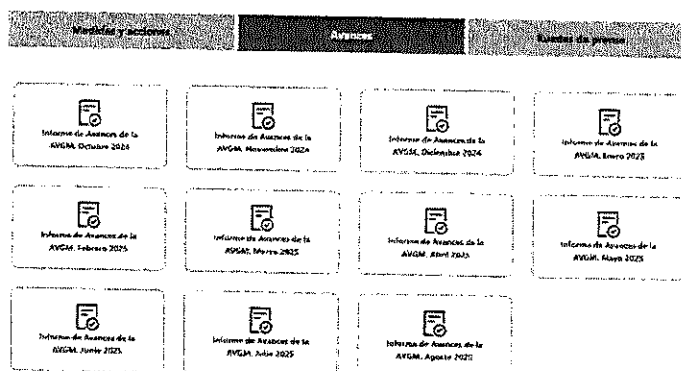 Medidas y acciones
Avances
Ruedas de prensa
Informe de Avances de la
AVGM. Octubre 2024
Informe de Avances de la
AVGM. Noviembre 2024
Informe de Avances de la
AVGM. Diciembre 2024
Informe de Avances de la
AVGM. Enero 2025
Informe de Avances de la
AVGM. Febrero 2025
Informe de Avances de la
AVGM. Marzo 2025
Informe de Avances de la
AVGM. Abril 2025
Informe de Avances de la
AVGM. Mayo 2025
Informe de Avances de la
AVGM. Junio 2025
Informe de Avances de la
AVGM. Julio 2025
Informe de Avances de la
AVGM. Agosto 2025